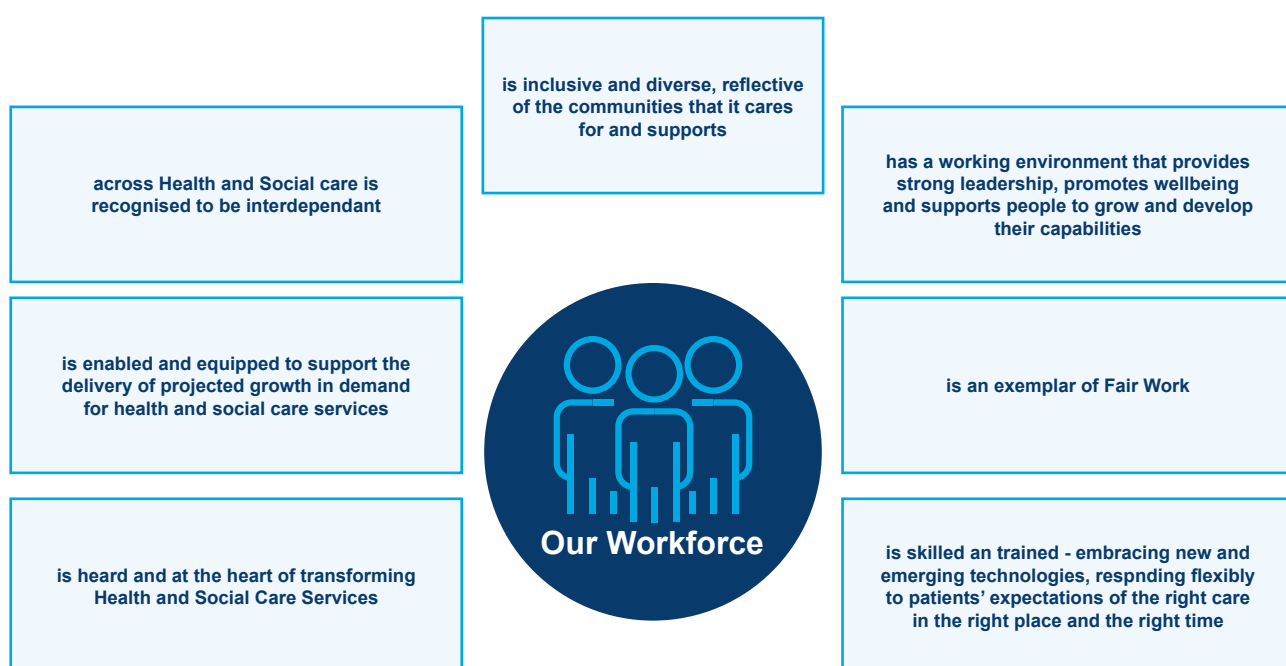 is inclusive and diverse, reflective
of the communities that it cares
for and supports
across Health and Social care is
recognised to be interdependant
has a working environment that provides
strong leadership, promotes wellbeing
and supports people to grow and develop
their capabilities
is enabled and equipped to support the
delivery of projected growth in demand
for health and social care services
is an exemplar of Fair Work
Our Workforce
is heard and at the heart of transforming
Health and Social Care Services
is skilled an trained - embracing new and
emerging technologies, respnding flexibly
to patients’ expectations of the right care
in the right place and the right time